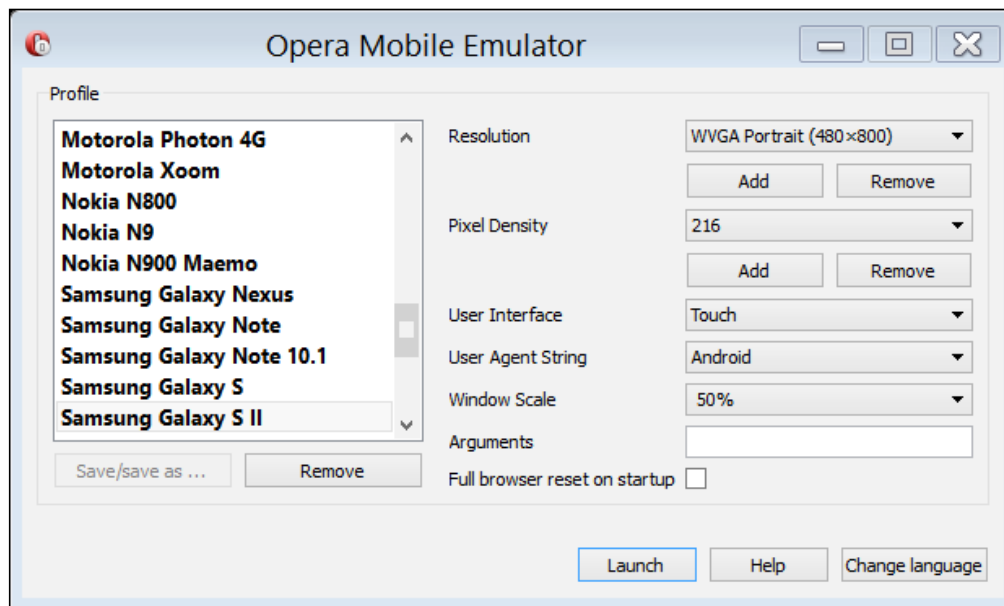 Opera Mobile Emulator
Profile
Motorola Photon 4G
Motorola Xoom
Nokia N800
Nokia N9
Nokia N900 Maemo
Samsung Galaxy Nexus
Samsung Galaxy Note
Samsung Galaxy Note 10.1
Samsung Galaxy S
Samsung Galaxy S II
Save/save as ...
Remove
Resolution
WVGA Portrait (480×800)
Add
Remove
Pixel Density
216
Add
Remove
User Interface
Touch
User Agent String
Android
Window Scale
50%
Arguments
Full browser reset on startup
Launch
Help
Change language